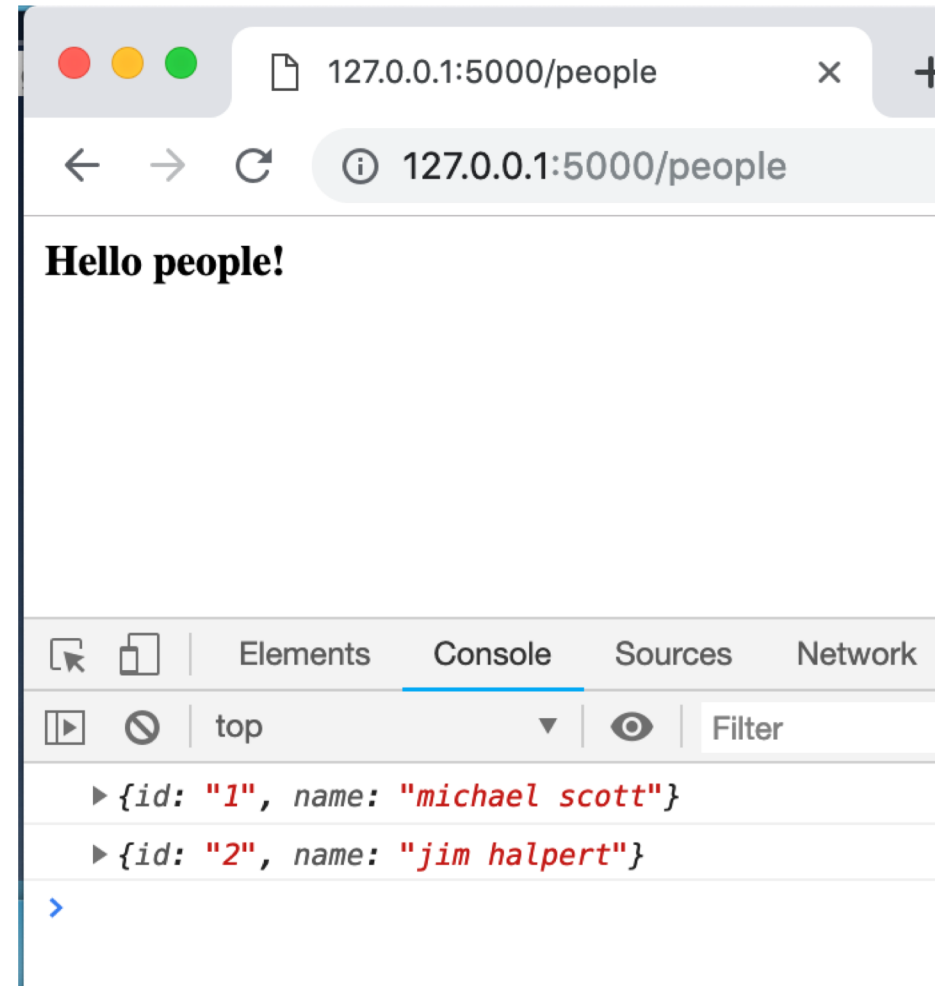 127.0.0.1:5000/people
127.0.0.1:5000/people
Hello people!
Elements Console Sources Network
top Filter
{id: "1", name: "michael scott"}
{id: "2", name: "jim halpert"}